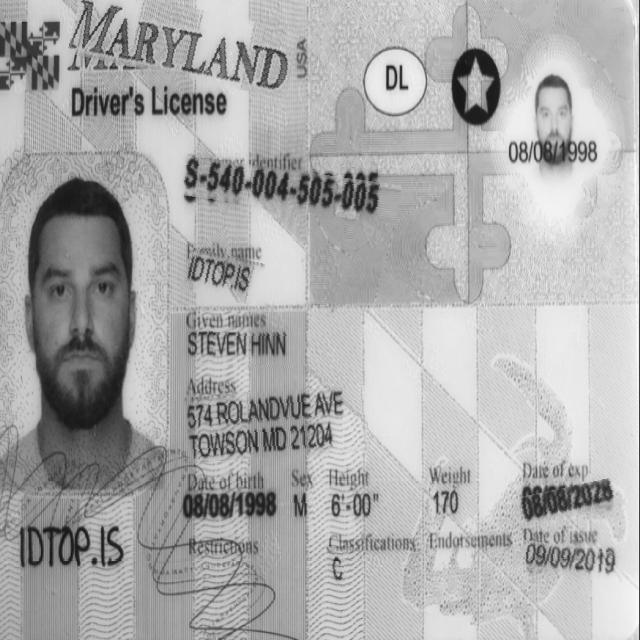 MARYLAND USA
Driver's License
DL
08/08/1998
Customer identifier
S-540-004-505-005
Family name
IDTOP.IS
Given names
STEVEN HINN
Address
574 ROLANDVUE AVE
TOWSON MD 21204
Date of birth Sex Height Weight Date of exp
08/08/1998 M 6'-00" 170 08/08/2028
Restrictions Classifications Endorsements Date of issue
C 09/09/2019
IDTOP.IS